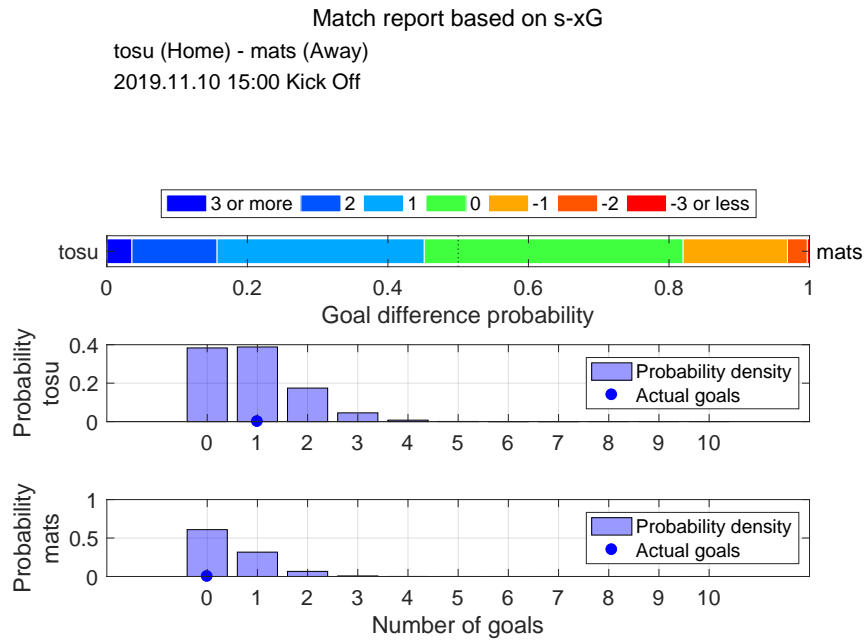 Match report based on s-xG
tosu (Home) - mats (Away)
2019.11.10 15:00 Kick Off
3 or more 2 1 0 -1 -2 -3 or less
tosu mats
0 0.2 0.4 0.6 0.8 1
Goal difference probability
Probability
tosu
0.4
0.2
0
Probability density
Actual goals
0 1 2 3 4 5 6 7 8 9 10
Probability
mats
1
0.5
0
Probability density
Actual goals
0 1 2 3 4 5 6 7 8 9 10
Number of goals